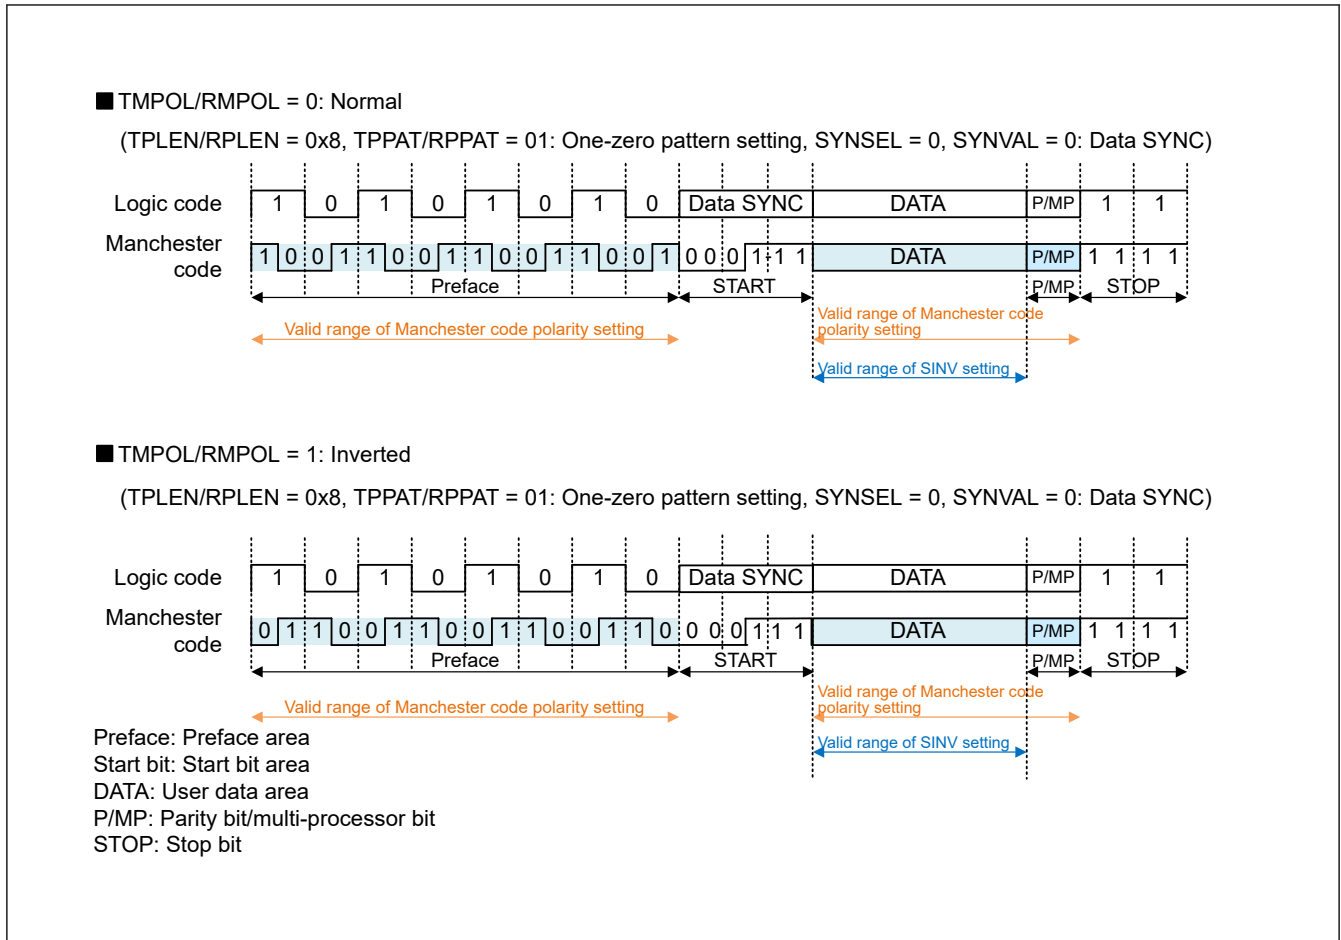 ■ TMPOL/RMPOL = 0: Normal
(TPLEN/RPLEN = 0x8, TPPAT/RPPAT = 01: One-zero pattern setting, SYNSEL = 0, SYNVAL = 0: Data SYNC)
Logic code 1 0 1 0 1 0 1 0 Data SYNC DATA P/MP 1 1
Manchester code 1 0 0 1 1 0 0 1 1 0 0 1 1 0 0 1 0 0 0 1 1 1 DATA P/MP 1 1 1 1
Preface START P/MP STOP
Valid range of Manchester code polarity setting
Valid range of Manchester code
polarity setting
Valid range of SINV setting
■ TMPOL/RMPOL = 1: Inverted
(TPLEN/RPLEN = 0x8, TPPAT/RPPAT = 01: One-zero pattern setting, SYNSEL = 0, SYNVAL = 0: Data SYNC)
Logic code 1 0 1 0 1 0 1 0 Data SYNC DATA P/MP 1 1
Manchester code 0 1 1 0 0 1 1 0 0 1 1 0 0 1 1 0 0 0 0 1 1 1 DATA P/MP 1 1 1 1
Preface START P/MP STOP
Valid range of Manchester code polarity setting
Valid range of Manchester code
polarity setting
Valid range of SINV setting
Preface: Preface area
Start bit: Start bit area
DATA: User data area
P/MP: Parity bit/multi-processor bit
STOP: Stop bit